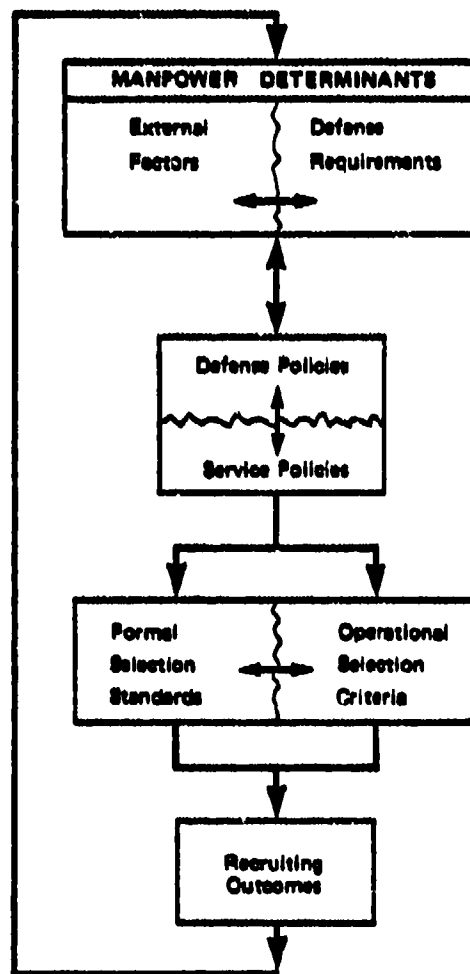 MANPOWER DETERMINANTS
External Factors
Defense Requirements
Defense Policies
Service Policies
Formal Selection Standards
Operational Selection Criteria
Recruiting
Outcomes